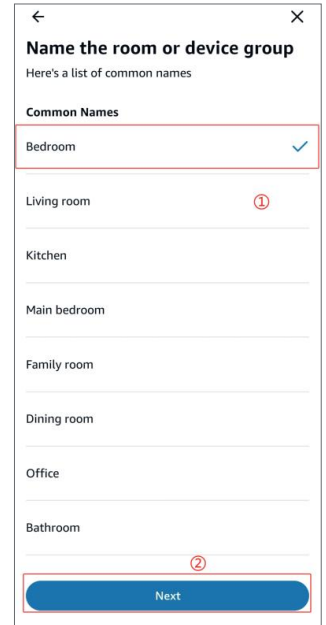 Name the room or device group
Here's a list of common names
Common Names
Bedroom
Living room
①
Kitchen
Main bedroom
Family room
Dining room
Office
Bathroom
②
Next